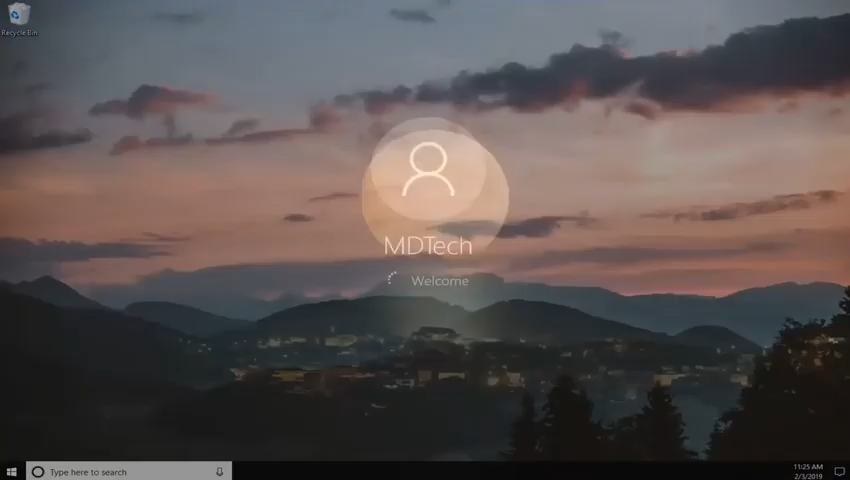 Recycle Bin
MDTech
Welcome
Type here to search
11:25 AM
2/3/2019